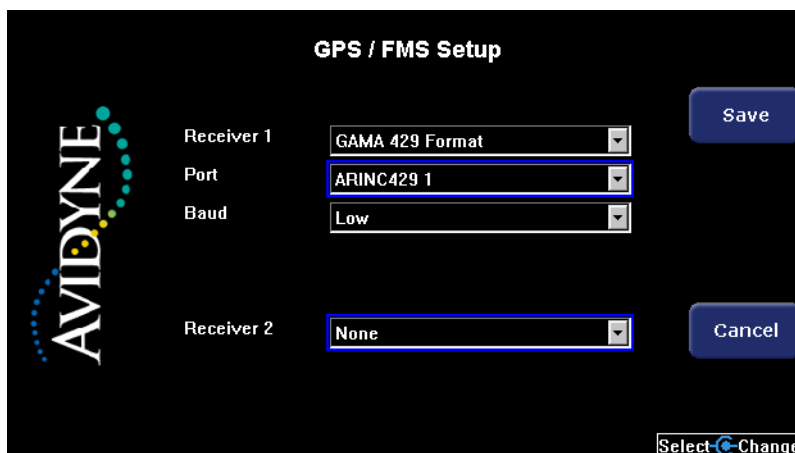 GPS / FMS Setup
AVIDYNE
Receiver 1
GAMA 429 Format
Port
ARINC429 1
Baud
Low
Receiver 2
None
Save
Cancel
Select Change